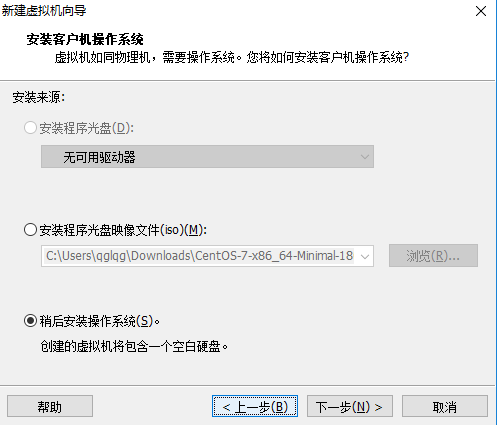 新建虚拟机向导
安装客户机操作系统
虚拟机如同物理机，需要操作系统。您将如何安装客户机操作系统?
安装来源:
安装程序光盘(D):
无可用驱动器
安装程序光盘映像文件(iso)(M):
C:\Users\qglqg\Downloads\CentOS-7-x86_64-Minimal-18
浏览(R)...
稍后安装操作系统(S)。
创建的虚拟机将包含一个空白硬盘。
帮助
< 上一步(B)
下一步(N) >
取消